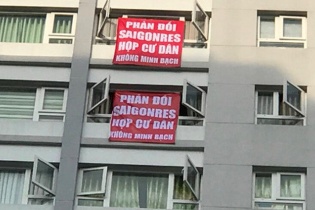 PHẢN ĐỐI
SAIGONRES
HỌP CƯ DÂN
KHÔNG MINH BẠCH
PHẢN ĐỐI
SAIGONRES
HỌP CƯ DÂN
KHÔNG MINH BẠCH